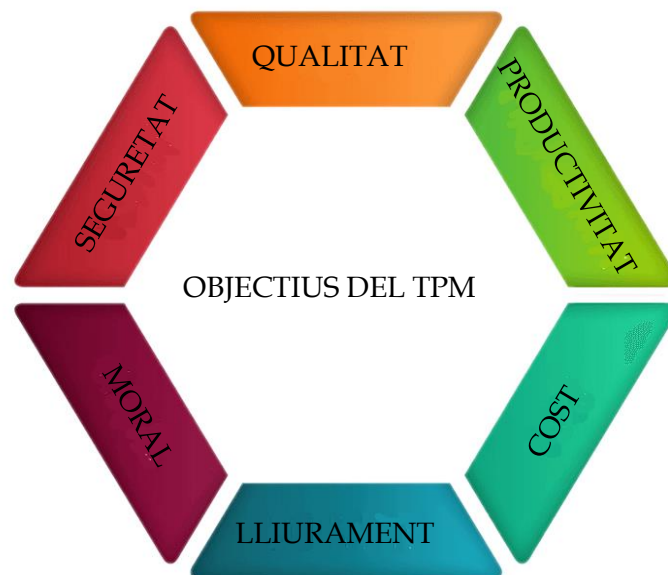 QUALITAT
PRODUCTIVITAT
SEGURETAT
OBJECTIUS DEL TPM
MORAL
COST
LLIURAMENT